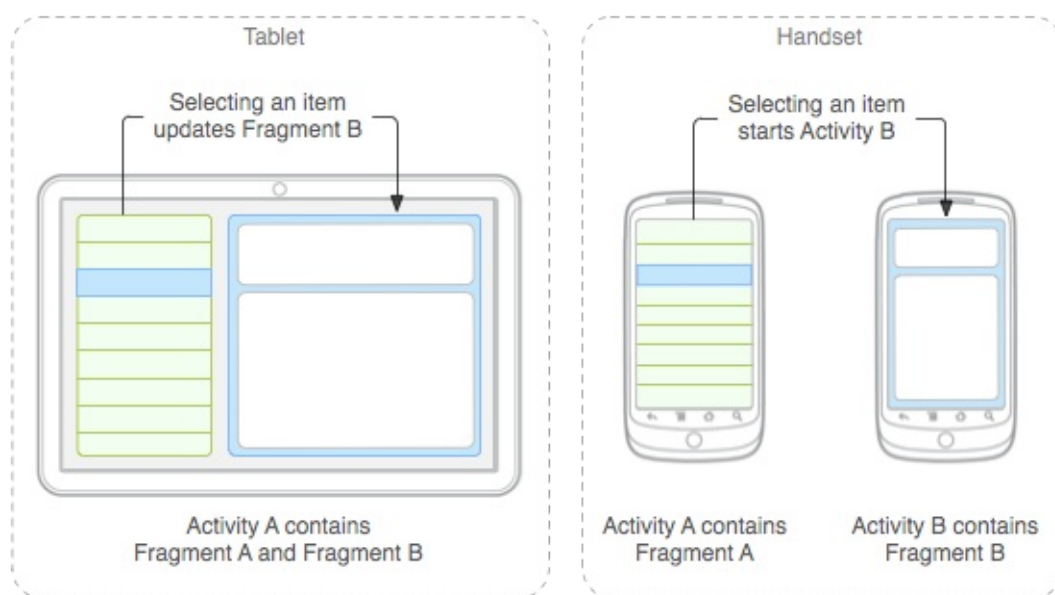 Tablet
Selecting an item
updates Fragment B
Activity A contains
Fragment A and Fragment B
Handset
Selecting an item
starts Activity B
Activity A contains
Fragment A
Activity B contains
Fragment B